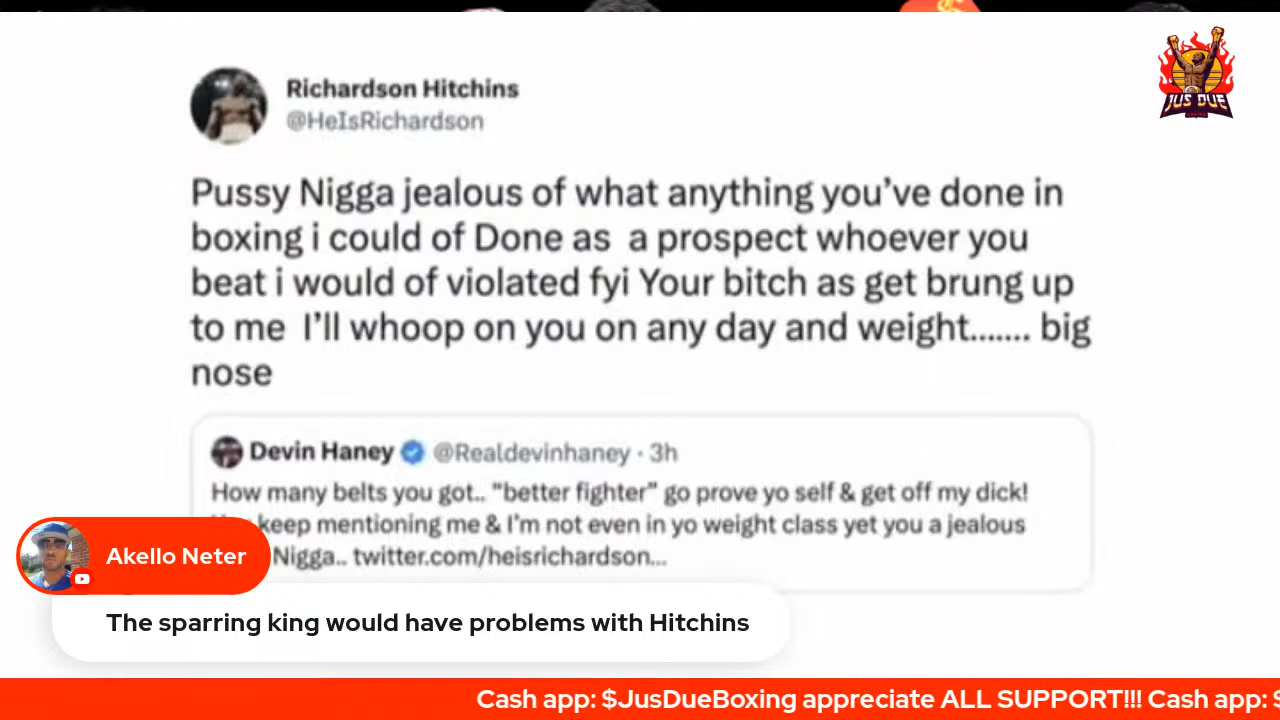 JUS DUE
Richardson Hitchins
@HeIsRichardson
Pussy Nigga jealous of what anything you’ve done in
boxing i could of Done as a prospect whoever you
beat i would of violated fyi Your bitch as get brung up
to me I’ll whoop on you on any day and weight....... big
nose
Devin Haney @Realdevinhaney · 3h
How many belts you got.. "better fighter" go prove yo self & get off my dick!
keep mentioning me & I’m not even in yo weight class yet you a jealous
Nigga.. twitter.com/heisrichardson...
Akello Neter
The sparring king would have problems with Hitchins
Cash app: $JusDueBoxing appreciate ALL SUPPORT!!! Cash app: $